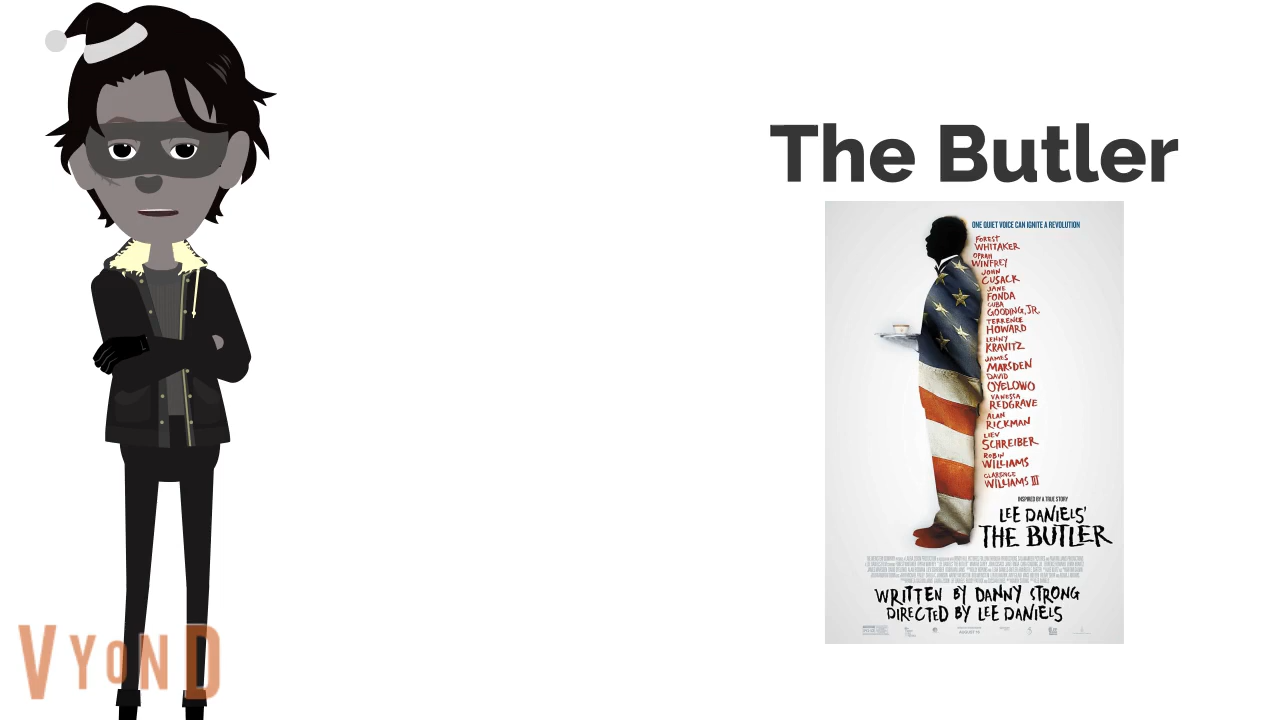 The Butler
ONE QUIET VOICE CAN IGNITE A REVOLUTION
FOREST
WHITAKER
OPRAH
WINFREY
JOHN
CUSACK
JANE
FONDA
CUBA
GOODING, JR.
TERRENCE
HOWARD
LENNY
KRAVITZ
JAMES
MARSDEN
DAVID
OYELOWO
VANESSA
REDGRAVE
ALAN
RICKMAN
LIEV
SCHREIBER
ROBIN
WILLIAMS
CLARENCE
WILLIAMS III
INSPIRED BY A TRUE STORY
LEE DANIELS'
THE BUTLER
WRITTEN BY DANNY STRONG
DIRECTED BY LEE DANIELS
AUGUST 16
VYOND